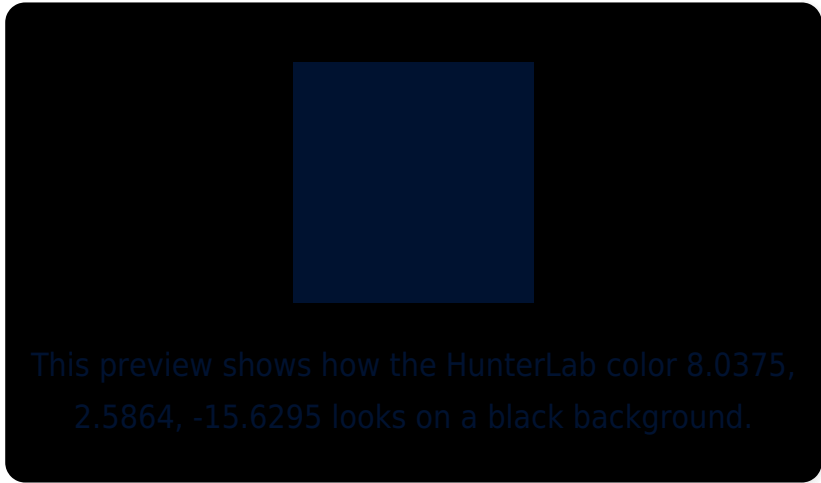 This preview shows how the HunterLab color 8.0375,
2.5864, -15.6295 looks on a black background.